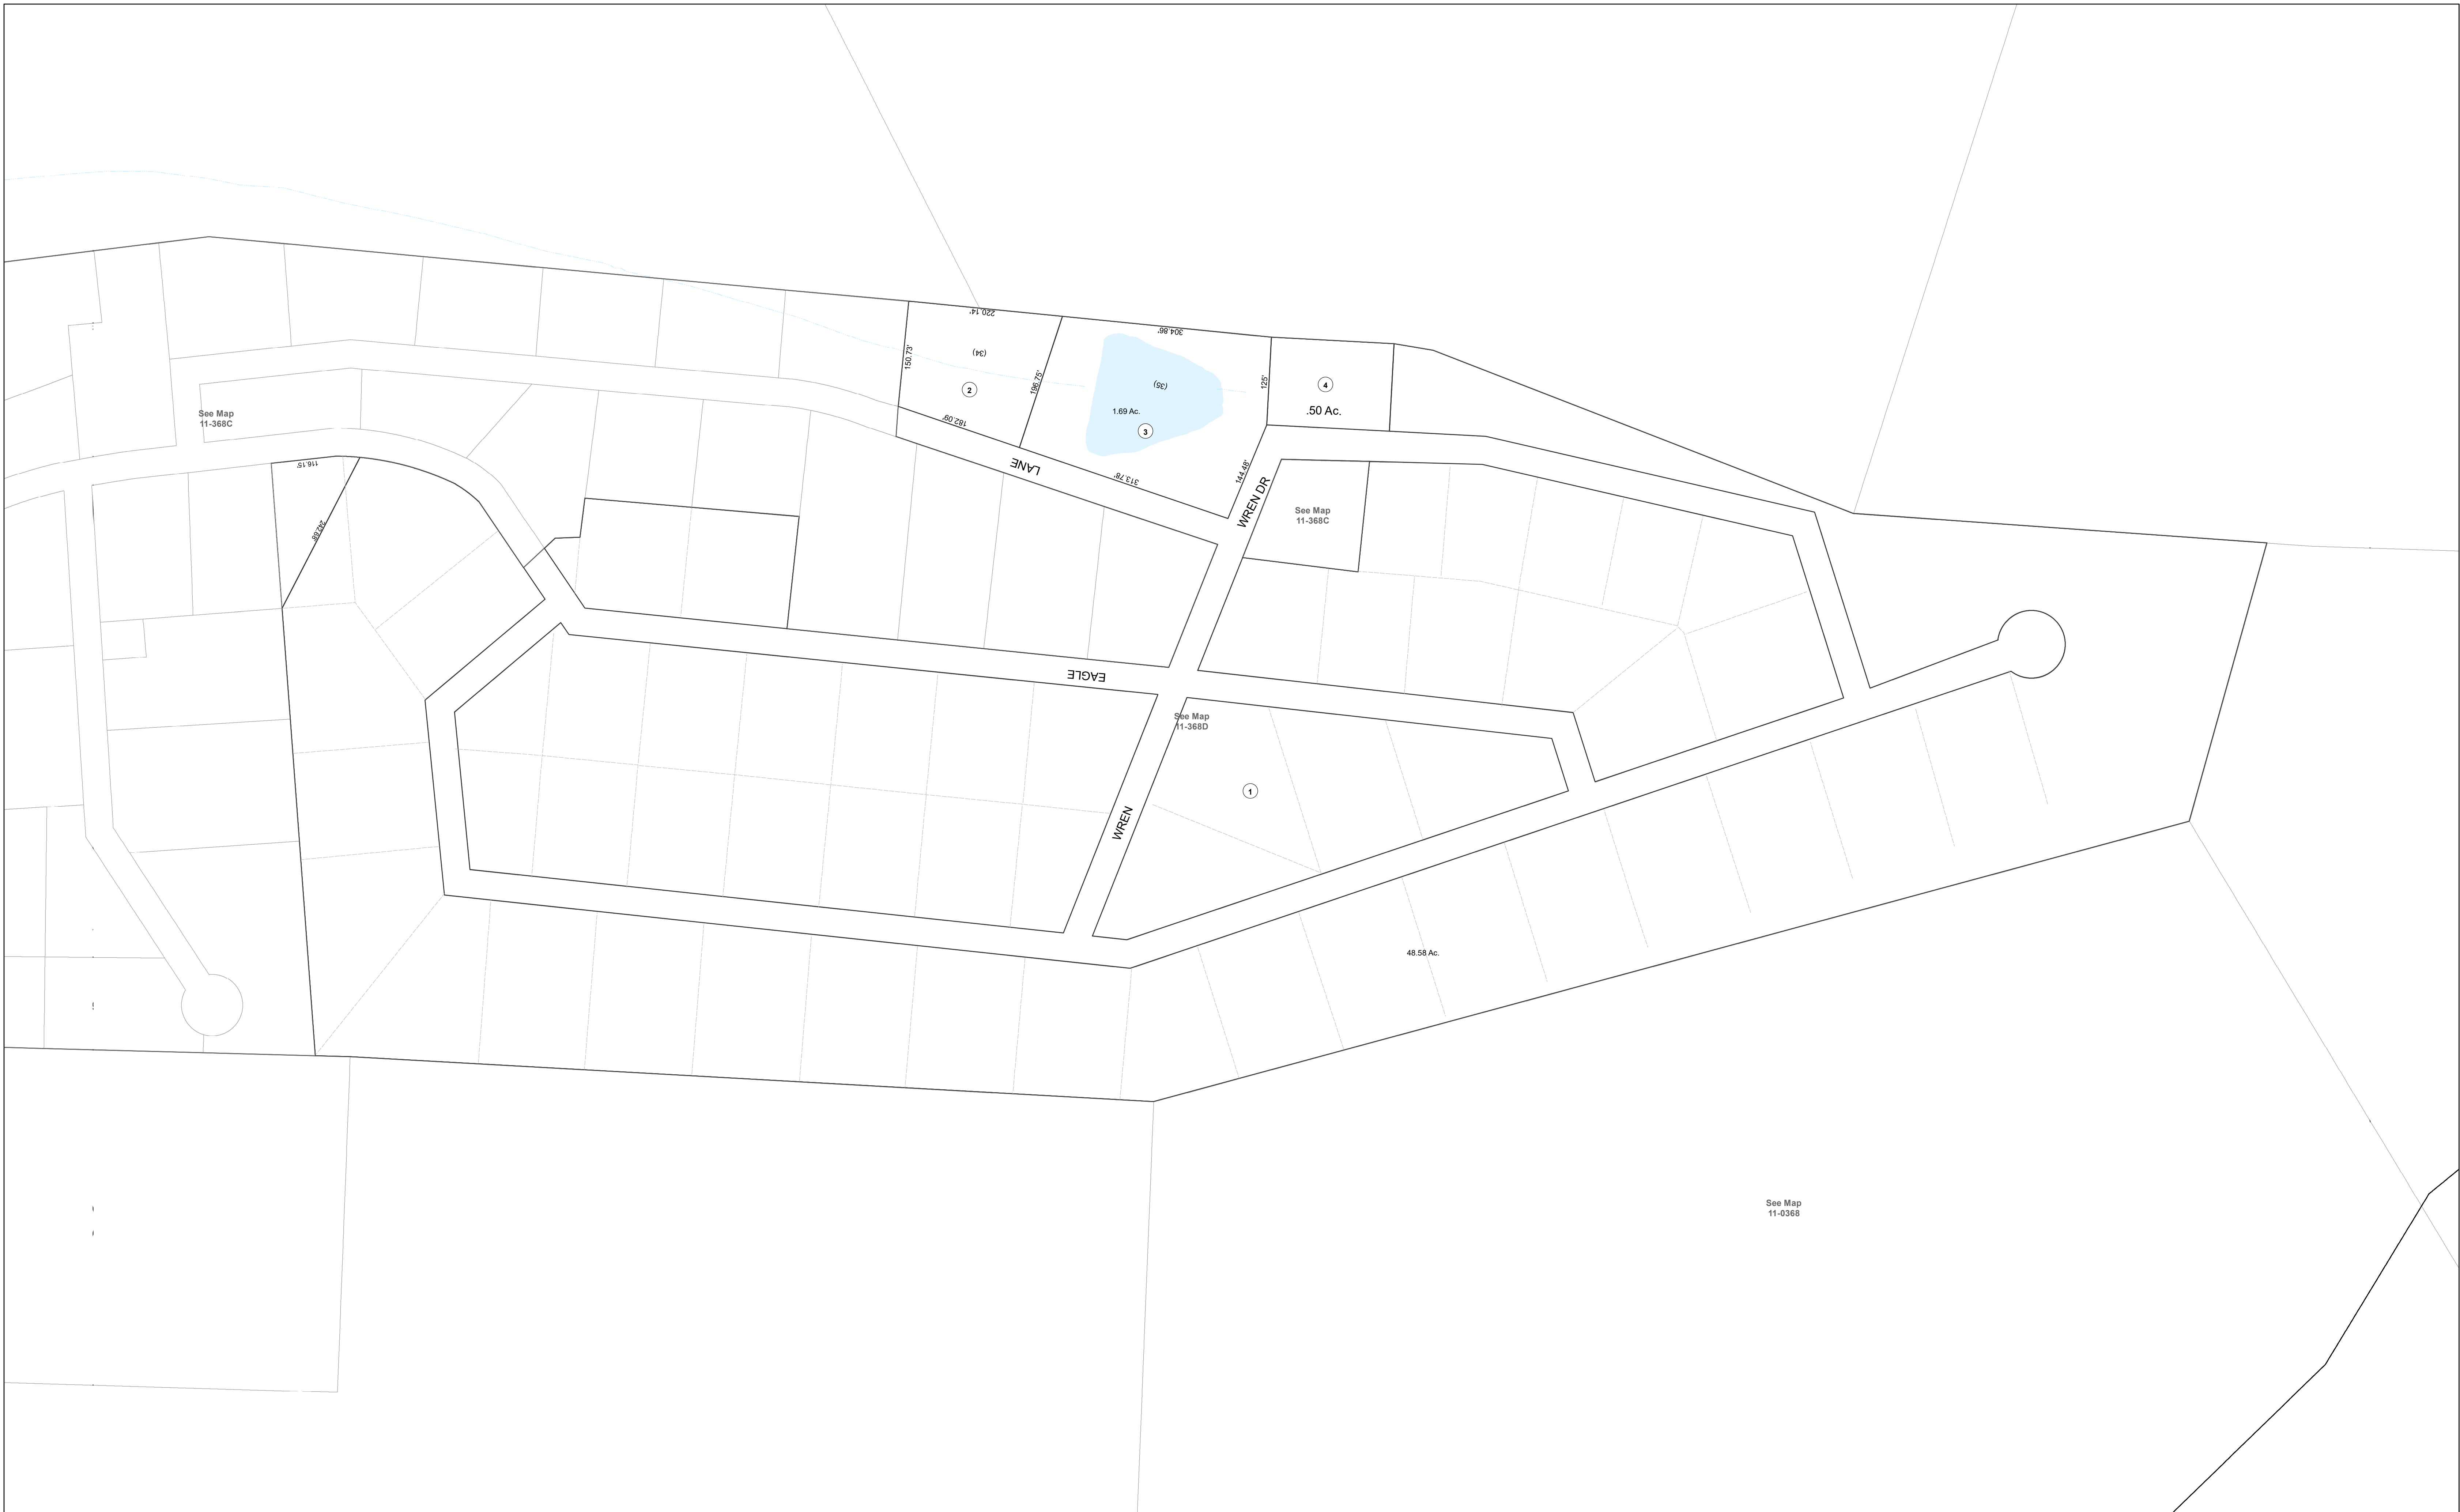 220.14'
304.86'
(34)
150.73'
196.75'
2
182.09'
(35)
1.69 Ac.
3
125'
4
.50 Ac.
See Map
11-368C
116.15'
242.68'
LANE
313.78'
144.48'
WREN DR
See Map
11-368C
EAGLE
See Map
11-368D
1
WREN
48.58 Ac.
See Map
11-0368